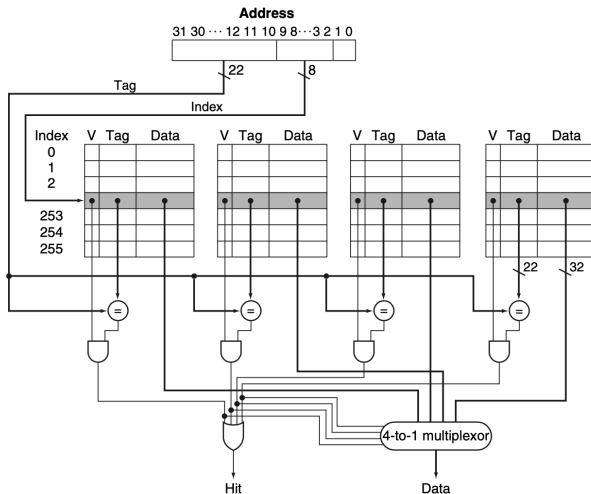 Address
31 30 ··· 12 11 10 9 8···3 2 1 0
22
8
Tag
Index
Index V Tag Data V Tag Data V Tag Data V Tag Data
0
1
2
253
254
255
22
32
= = = =
4-to-1 multiplexor
Hit
Data